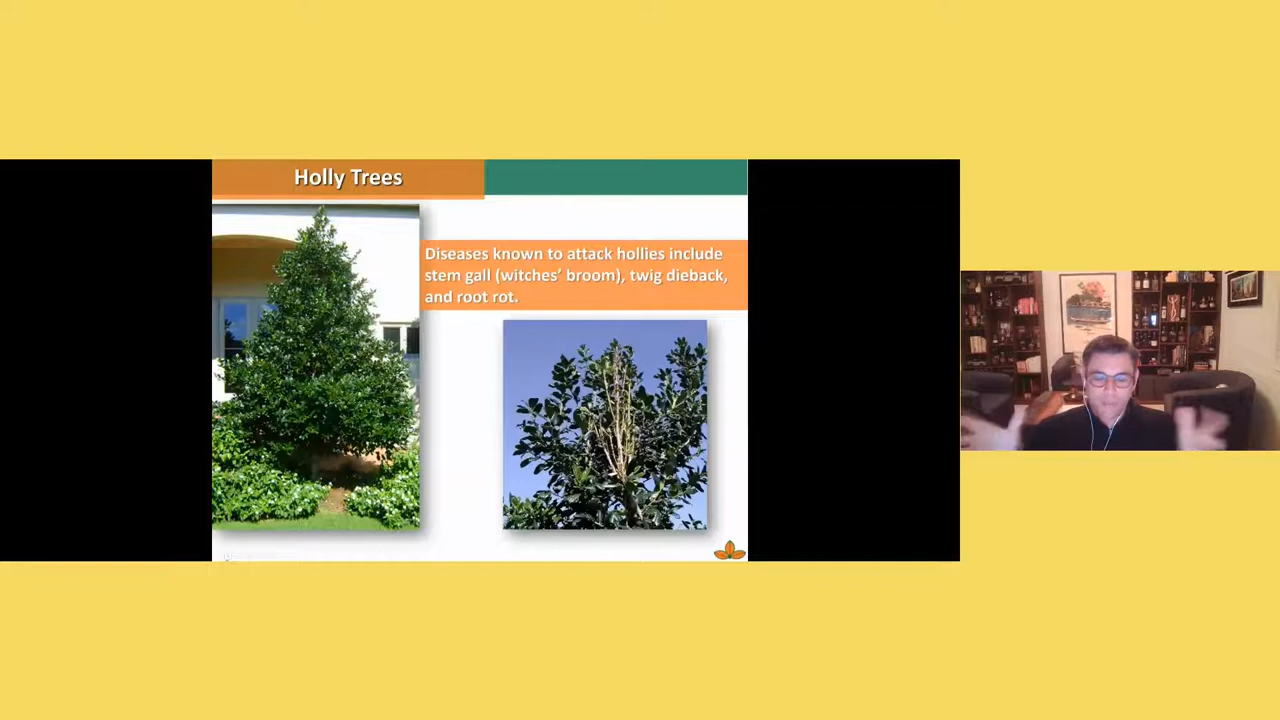 Holly Trees
Diseases known to attack hollies include
stem gall (witches’ broom), twig dieback,
and root rot.